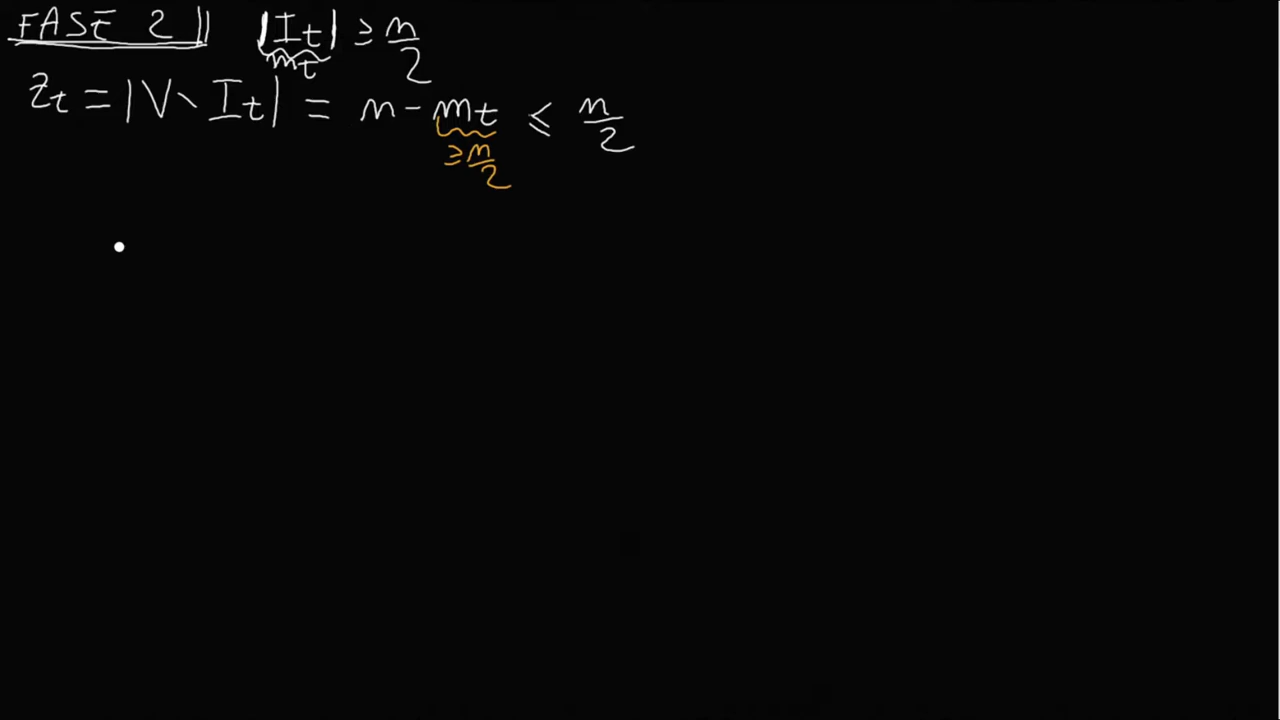 FASE 2 || |It| ≥ n/2
mt
Zt = |V \ It| = n - mt ≤ n/2
≥ n/2